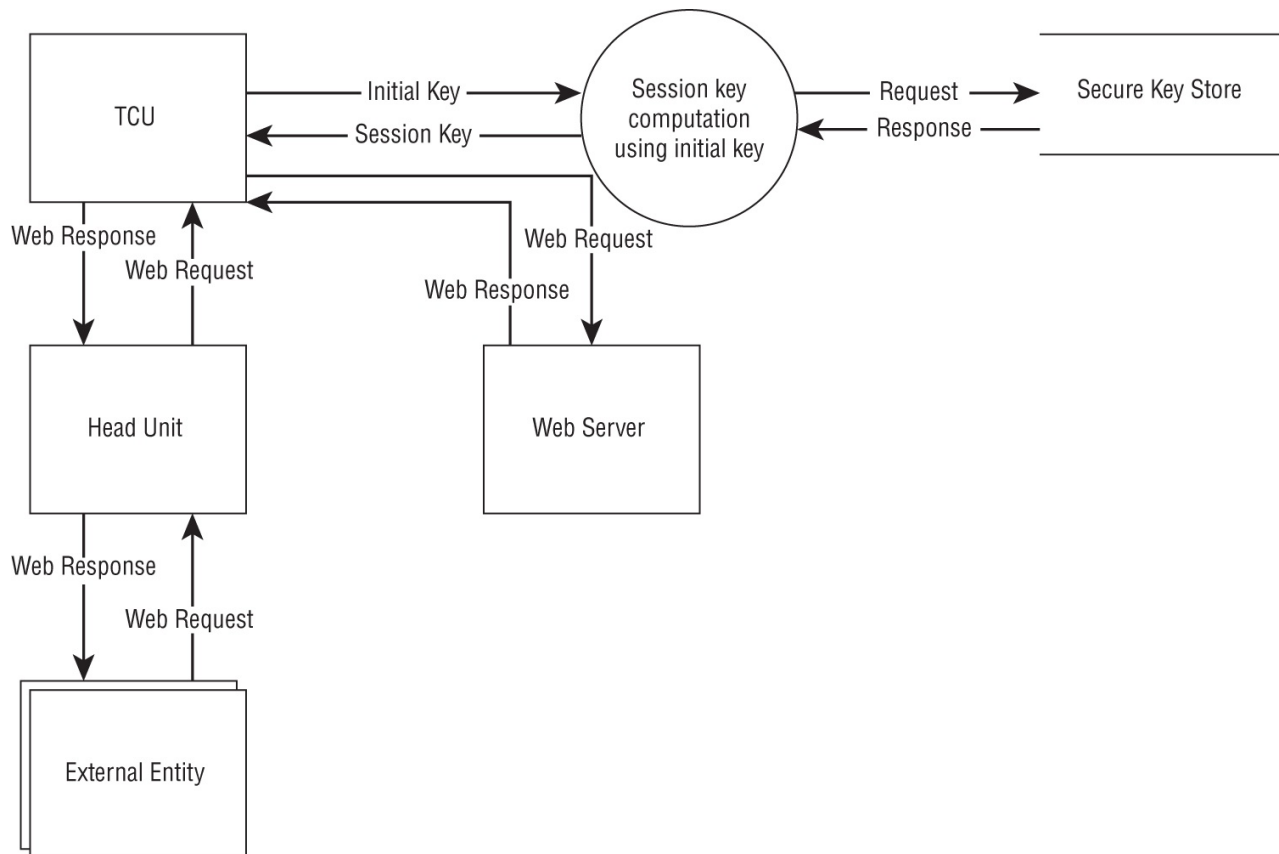 TCU
Initial Key
Session Key
Session key
computation
using initial key
Request
Response
Secure Key Store
Web Response
Web Request
Web Request
Web Response
Head Unit
Web Server
Web Response
Web Request
External Entity